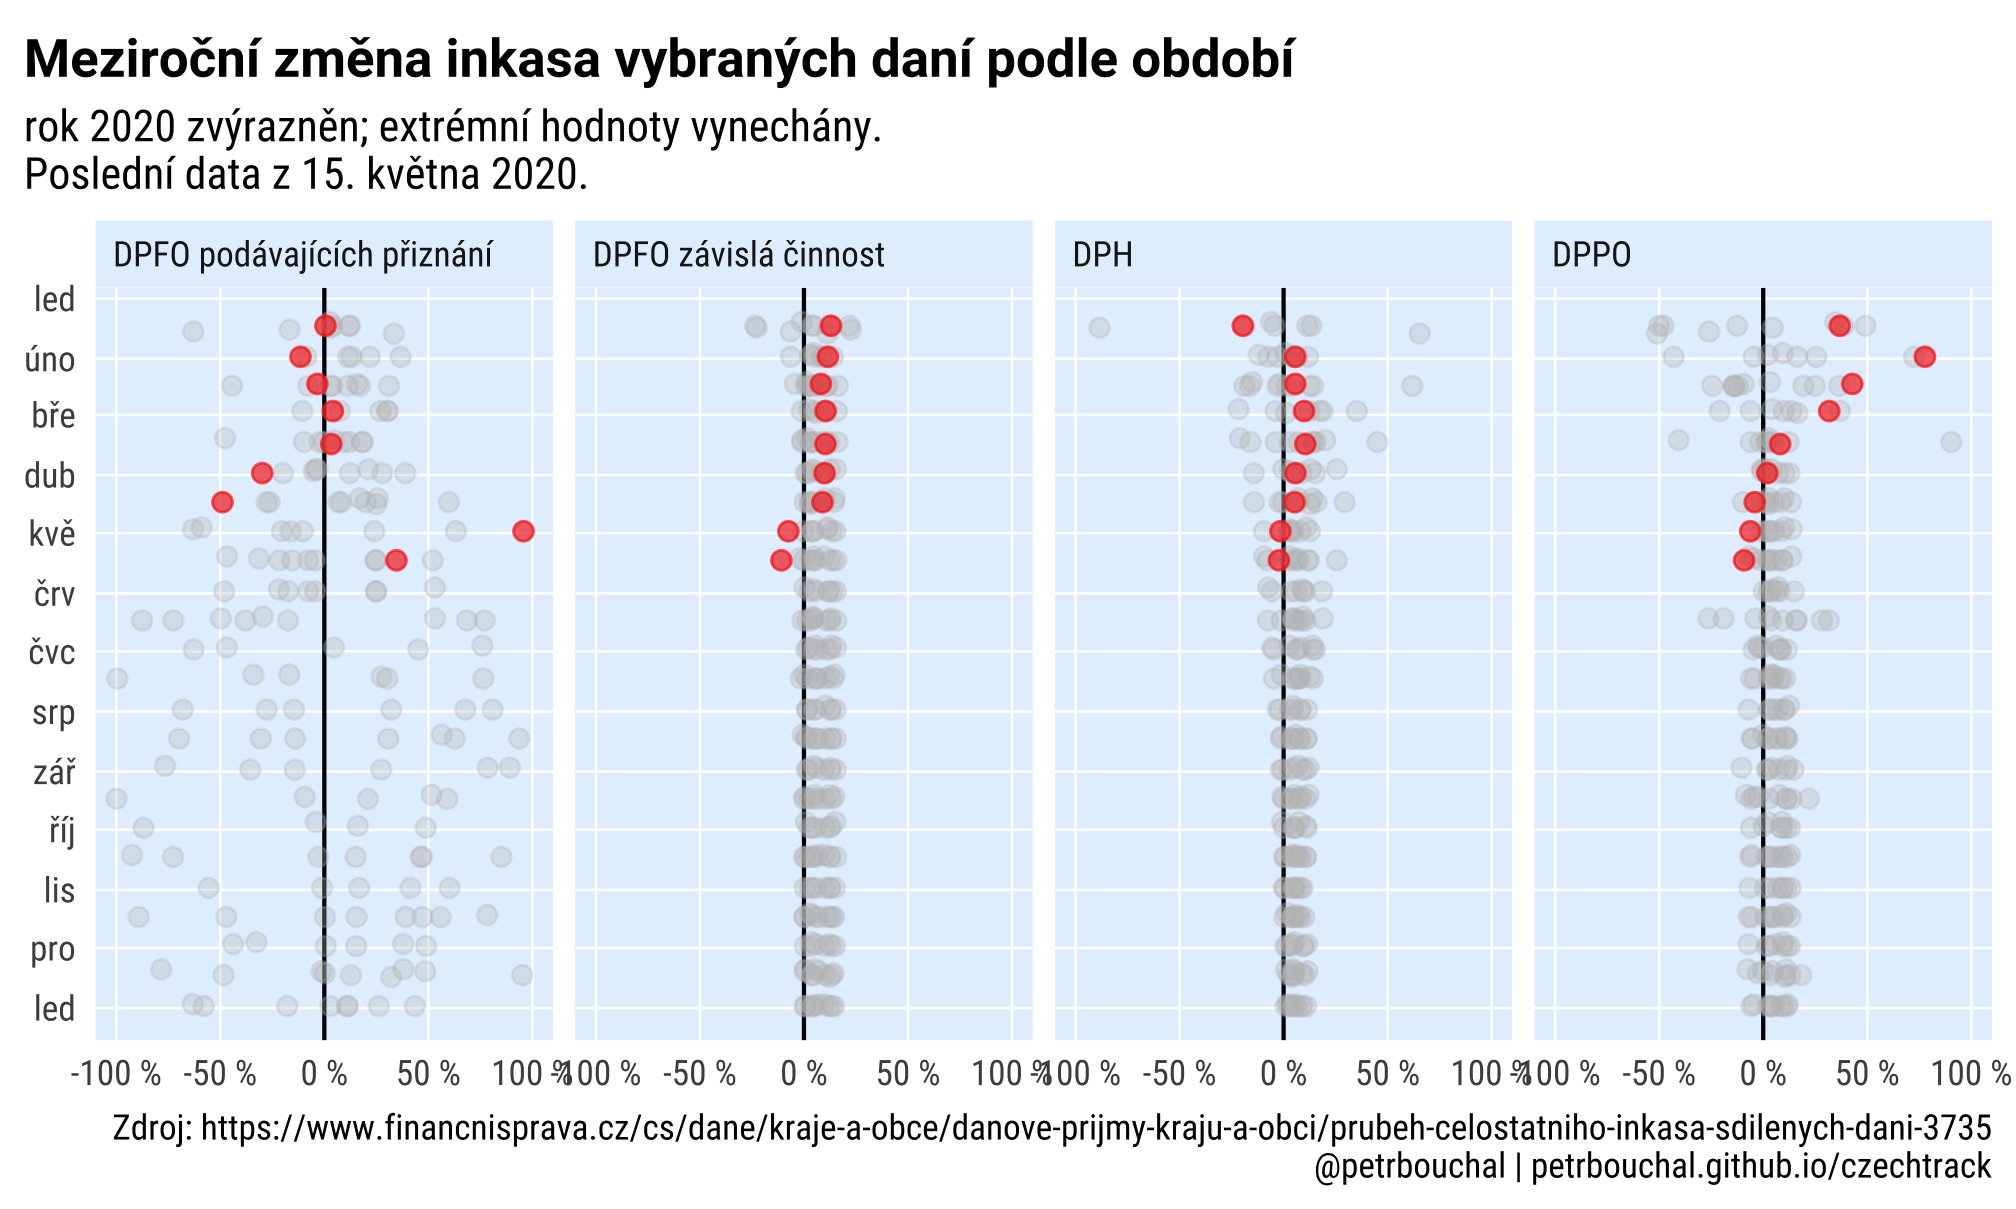 Meziroční změna inkasa vybraných daní podle období
rok 2020 zvýrazněn; extrémní hodnoty vynechány.
Poslední data z 15. května 2020.
DPFO podávajících přiznání
DPFO závislá činnost
DPH
DPPO
led
úno
bře
dub
kvě
črv
čvc
srp
zář
říj
lis
pro
led
-100 % -50 % 0 % 50 % 100 %
-100 % -50 % 0 % 50 % 100 %
-100 % -50 % 0 % 50 % 100 %
-100 % -50 % 0 % 50 % 100 %
Zdroj: https://www.financnisprava.cz/cs/dane/kraje-a-obce/danove-prijmy-kraju-a-obci/prubeh-celostatniho-inkasa-sdilenych-dani-3735
@petrbouchal | petrbouchal.github.io/czechtrack